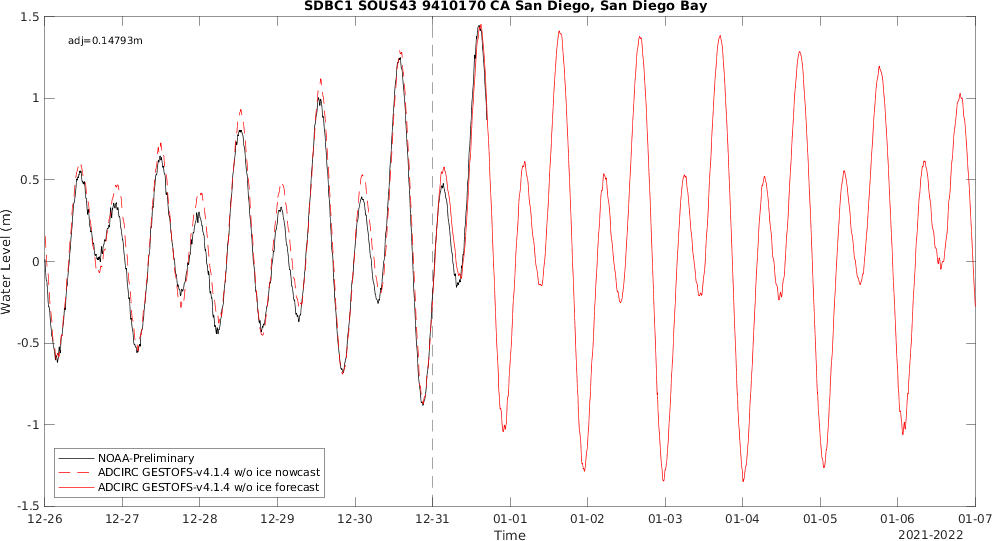 SDBC1 SOUS43 9410170 CA San Diego, San Diego Bay
adj=0.14793m
1.5
1
0.5
0
-0.5
-1
-1.5
Water Level (m)
NOAA-Preliminary
ADCIRC GESTOFS-v4.1.4 w/o ice nowcast
ADCIRC GESTOFS-v4.1.4 w/o ice forecast
12-26 12-27 12-28 12-29 12-30 12-31 01-01 01-02 01-03 01-04 01-05 01-06 01-07
Time
2021-2022